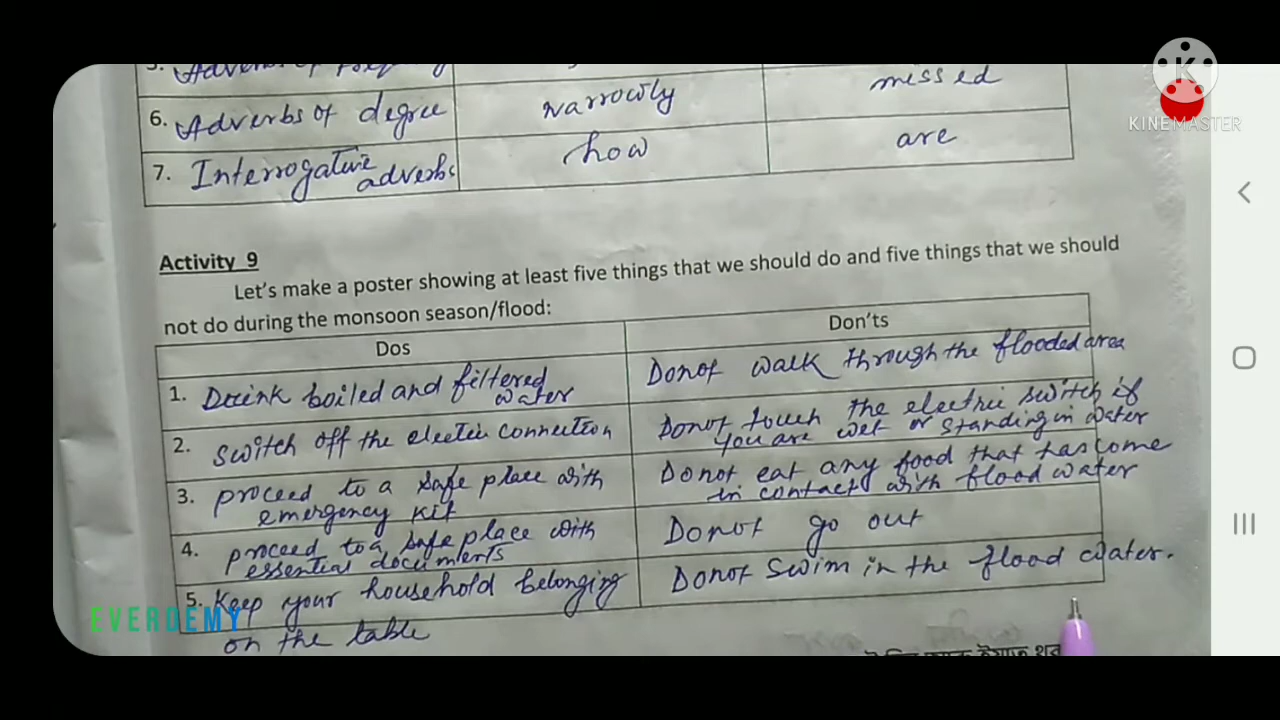 6. Adverbs of degree narrowly missed
7. Interrogative adverbs how are
KINEMASTER
Activity 9
Let's make a poster showing at least five things that we should do and five things that we should
not do during the monsoon season/flood:
Dos Don'ts
1. Drink boiled and filtered water
Donot walk through the flooded area
2. switch off the electric connection
Donot touch the electric switch if
you are wet or standing in water
3. proceed to a safe place with
emergency kit
Donot eat any food that has come
in contact with flood water
4. proceed to a safe place with
essential documents
Donot go out
5. Keep your household belonging
on the table
Donot swim in the flood water.
EVERDEMY